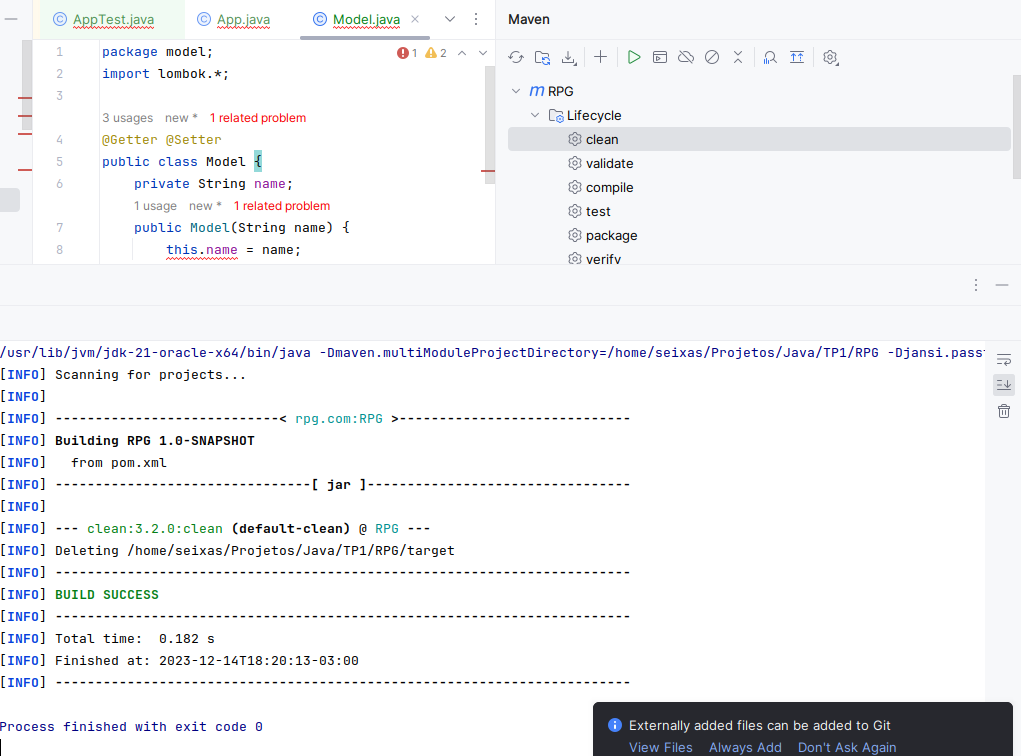 AppTest.java App.java Model.java
Maven
1 package model; 1 2
2 import lombok.*;
3
3 usages new * 1 related problem
4 @Getter @Setter
5 public class Model {
6 private String name;
1 usage new * 1 related problem
7 public Model(String name) {
8 this.name = name;
m RPG
Lifecycle
clean
validate
compile
test
package
verify
/usr/lib/jvm/jdk-21-oracle-x64/bin/java -Dmaven.multiModuleProjectDirectory=/home/seixas/Projetos/Java/TP1/RPG -Djansi.pass
[INFO] Scanning for projects...
[INFO]
[INFO] ----------------------------< rpg.com:RPG >-----------------------------
[INFO] Building RPG 1.0-SNAPSHOT
[INFO]   from pom.xml
[INFO] --------------------------------[ jar ]---------------------------------
[INFO]
[INFO] --- clean:3.2.0:clean (default-clean) @ RPG ---
[INFO] Deleting /home/seixas/Projetos/Java/TP1/RPG/target
[INFO] ------------------------------------------------------------------------
[INFO] BUILD SUCCESS
[INFO] ------------------------------------------------------------------------
[INFO] Total time:  0.182 s
[INFO] Finished at: 2023-12-14T18:20:13-03:00
[INFO] ------------------------------------------------------------------------
Process finished with exit code 0
Externally added files can be added to Git
View Files Always Add Don't Ask Again